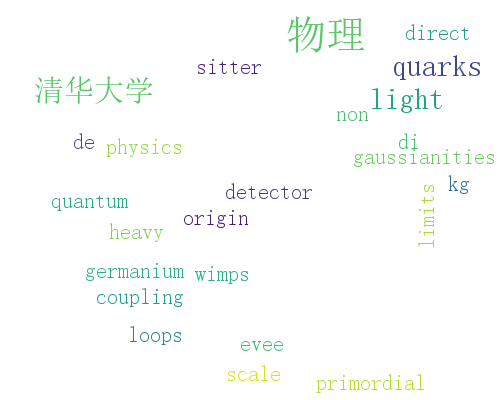 物理
direct
quarks
sitter
清华大学
light
non
di
de
physics
gaussianities
kg
limits
quantum
detector
origin
heavy
germanium
wimps
coupling
loops
evee
scale
primordial